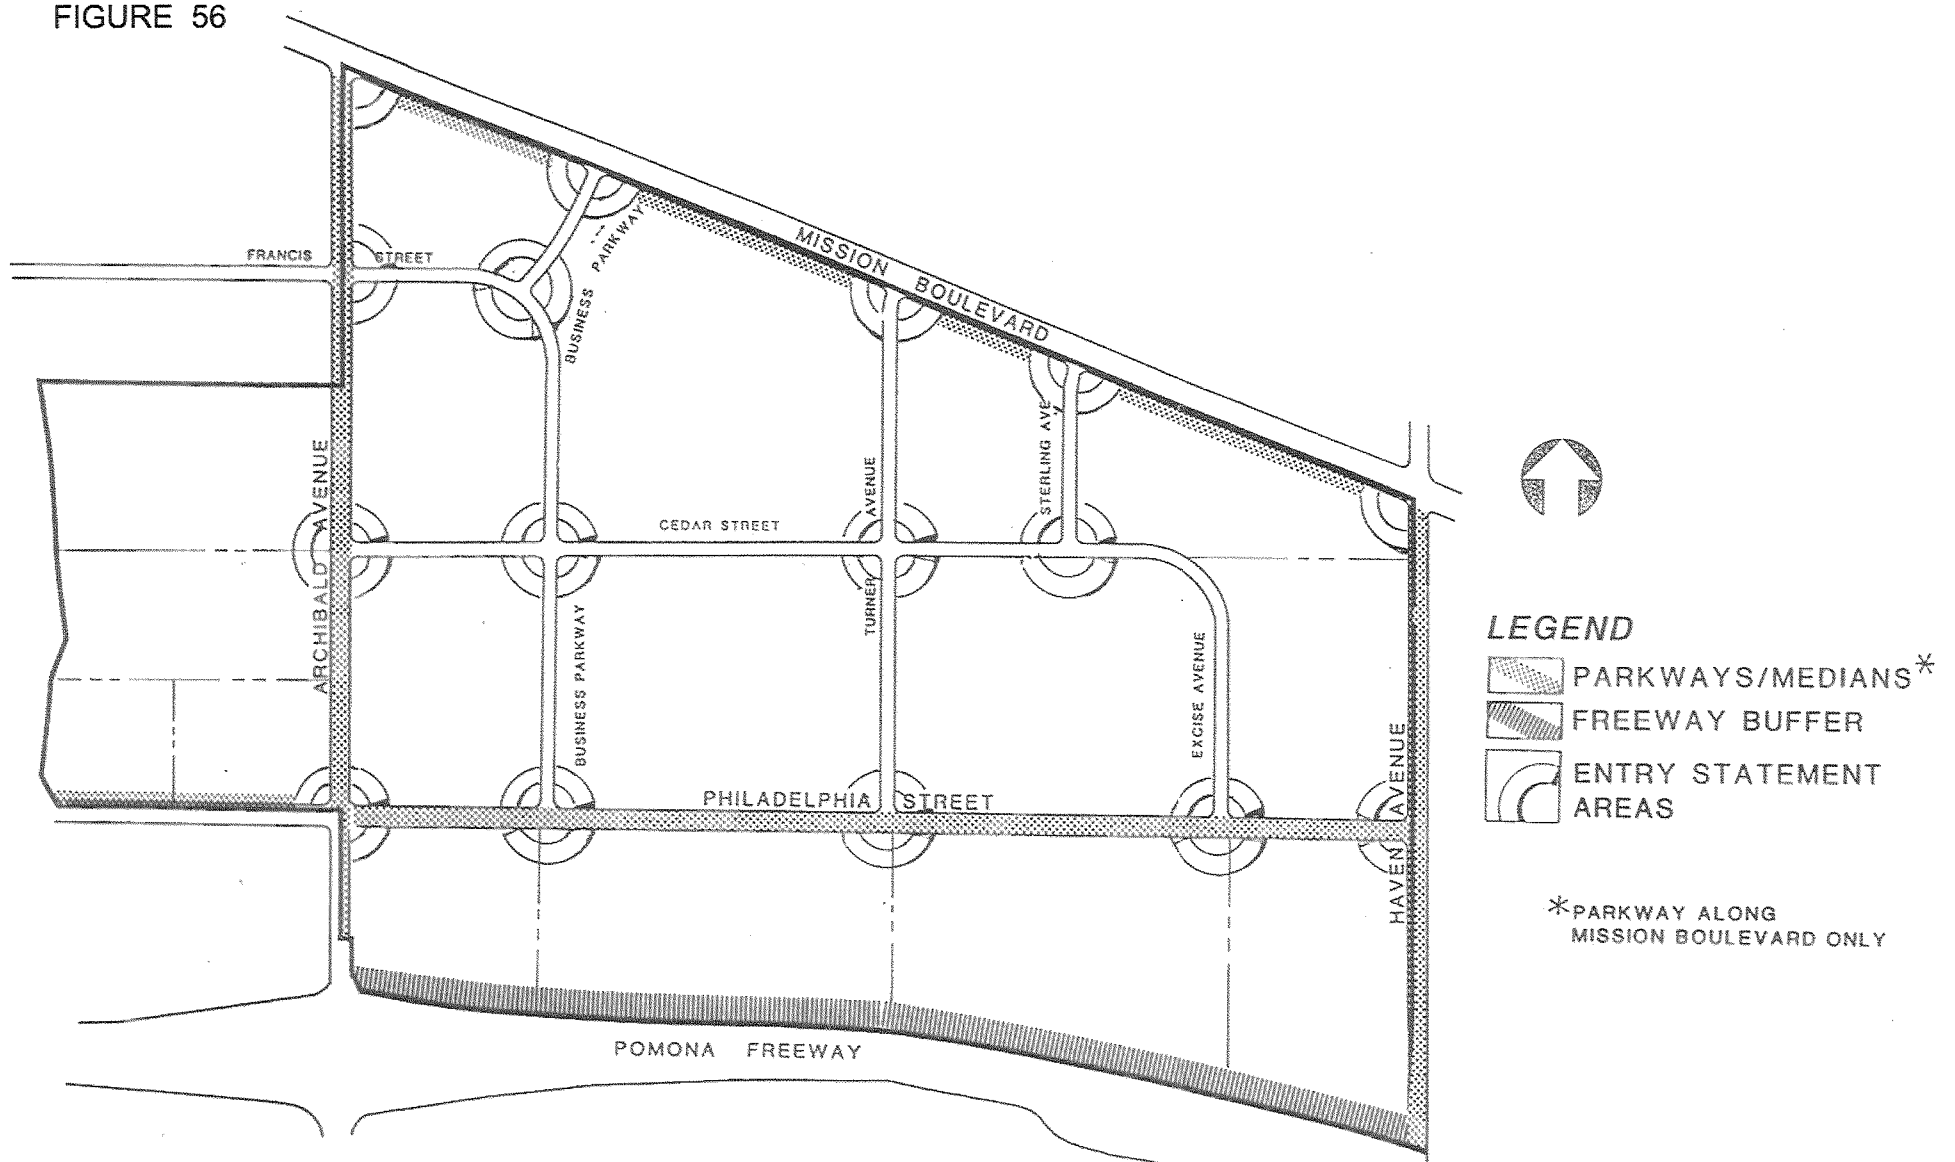 FIGURE 56
FRANCIS STREET
BUSINESS PARKWAY
MISSION BOULEVARD
ARCHIBALD AVENUE
CEDAR STREET
TURNER AVENUE
STERLING AVE
BUSINESS PARKWAY
EXCISE AVENUE
HAVEN AVENUE
PHILADELPHIA STREET
POMONA FREEWAY
LEGEND
PARKWAYS/MEDIANS*
FREEWAY BUFFER
ENTRY STATEMENT
AREAS
*PARKWAY ALONG
MISSION BOULEVARD ONLY